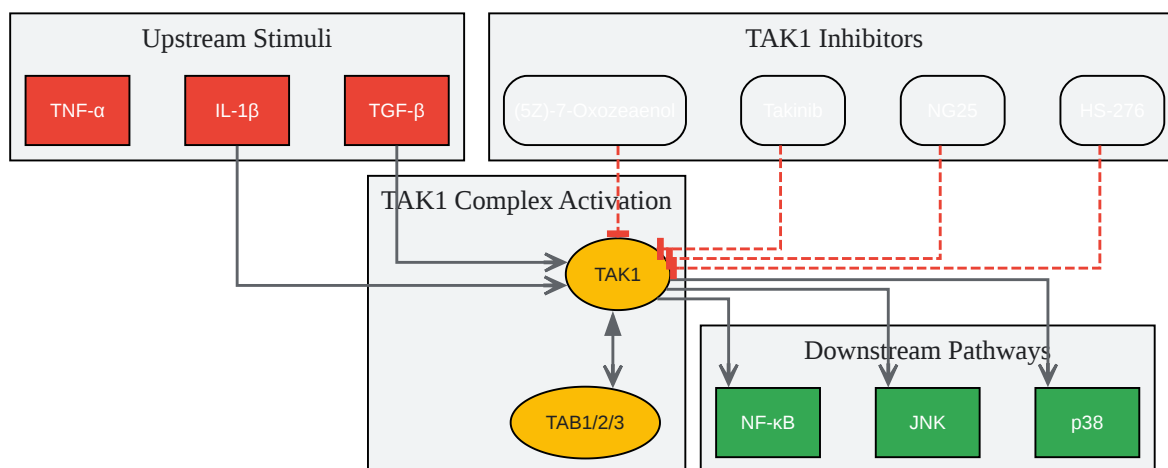 Upstream Stimuli
TNF-α
IL-1β
TGF-β
TAK1 Inhibitors
(5Z)-7-Oxozeaenol
Takinib
NG25
HS-276
TAK1 Complex Activation
TAK1
TAB1/2/3
Downstream Pathways
NF-κB
JNK
p38